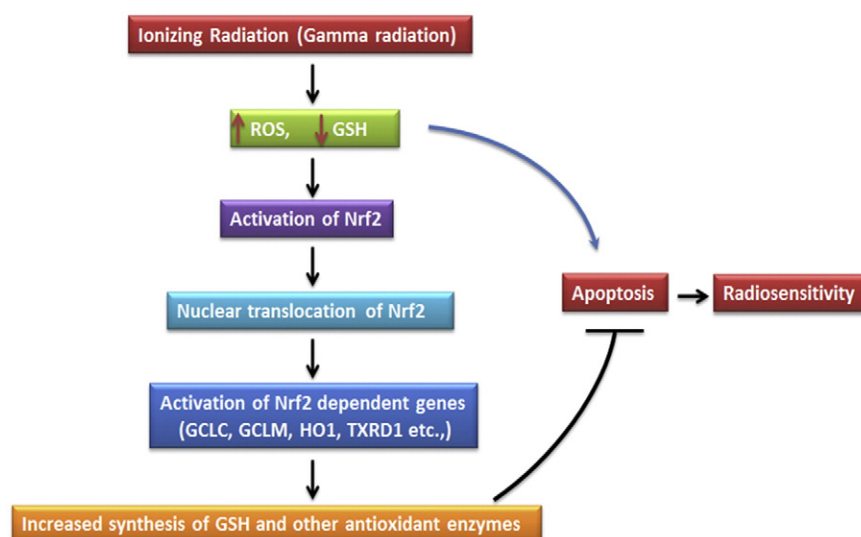 Ionizing Radiation (Gamma radiation)
ROS, GSH
Activation of Nrf2
Nuclear translocation of Nrf2
Apoptosis
Radiosensitivity
Activation of Nrf2 dependent genes
(GCLC, GCLM, HO1, TXRD1 etc.,)
Increased synthesis of GSH and other antioxidant enzymes